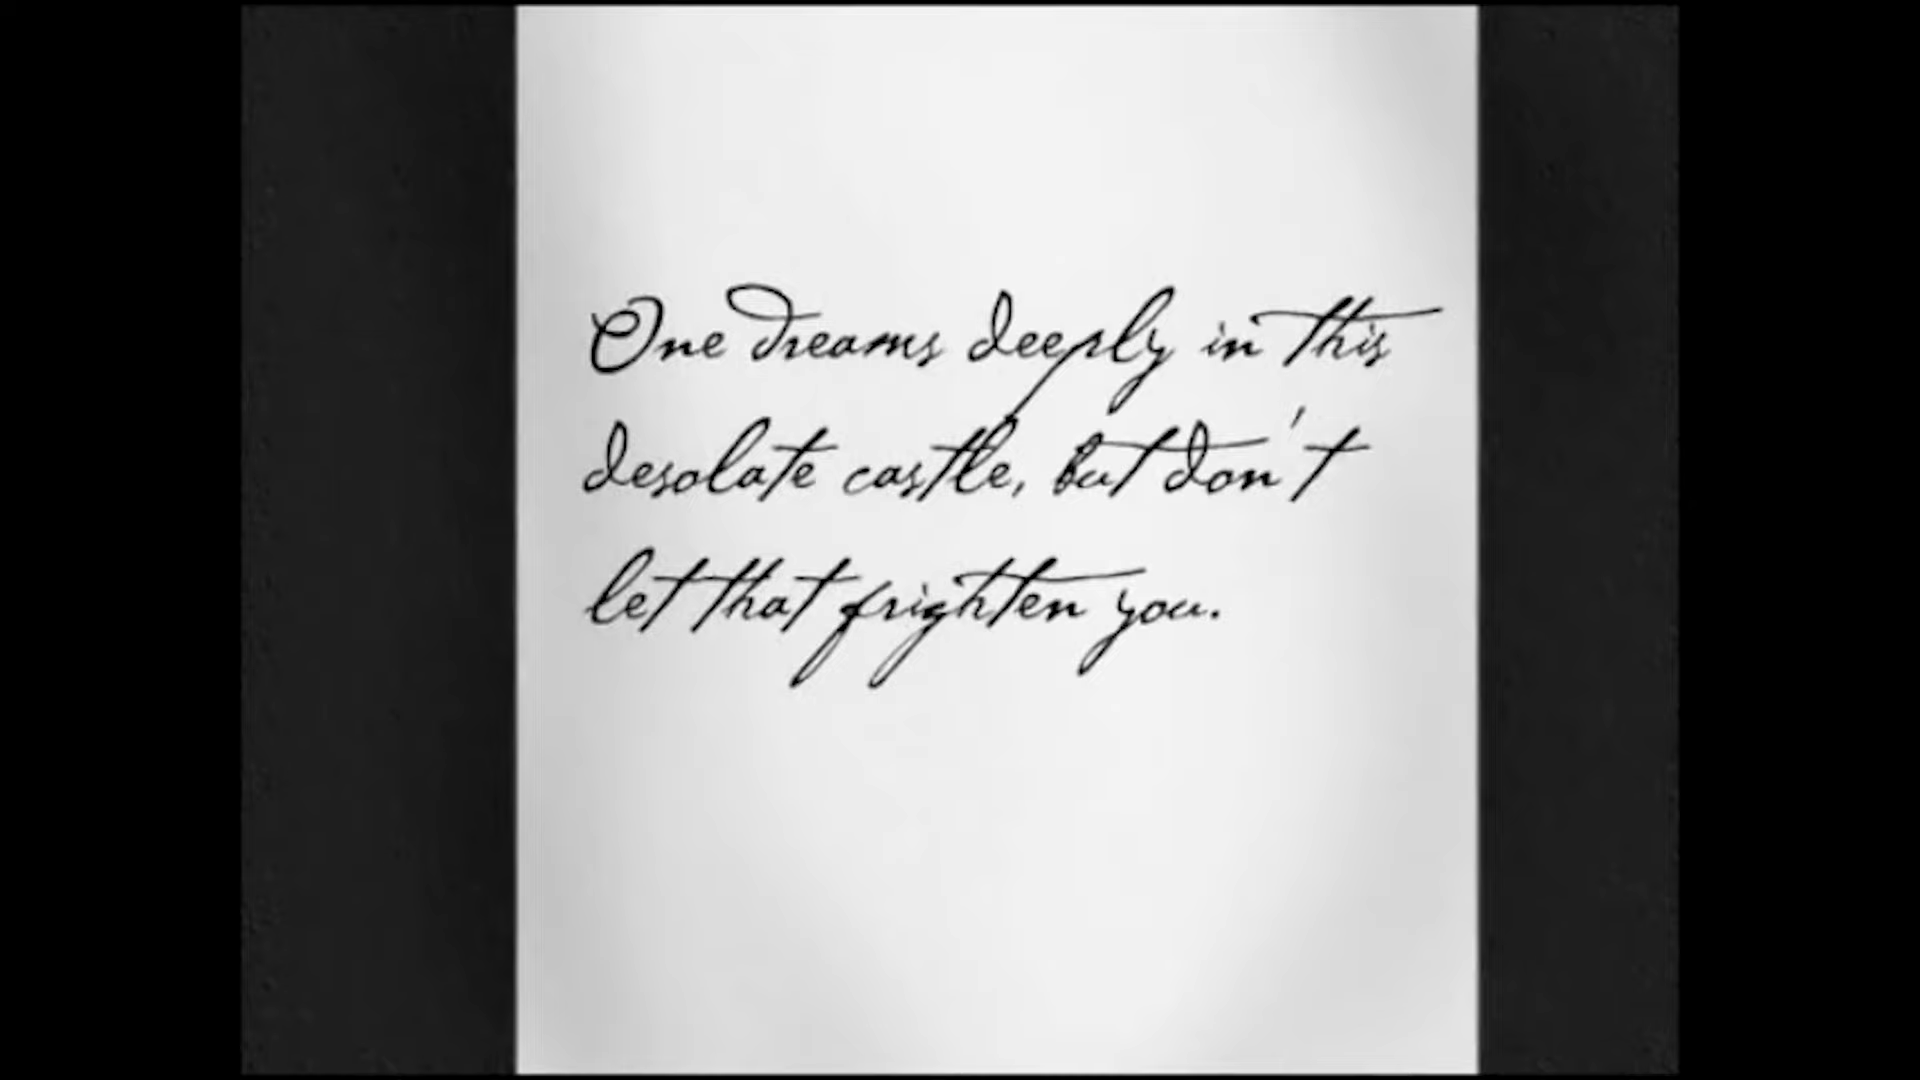 One dreams deeply in this
desolate castle, but don't
let that frighten you.